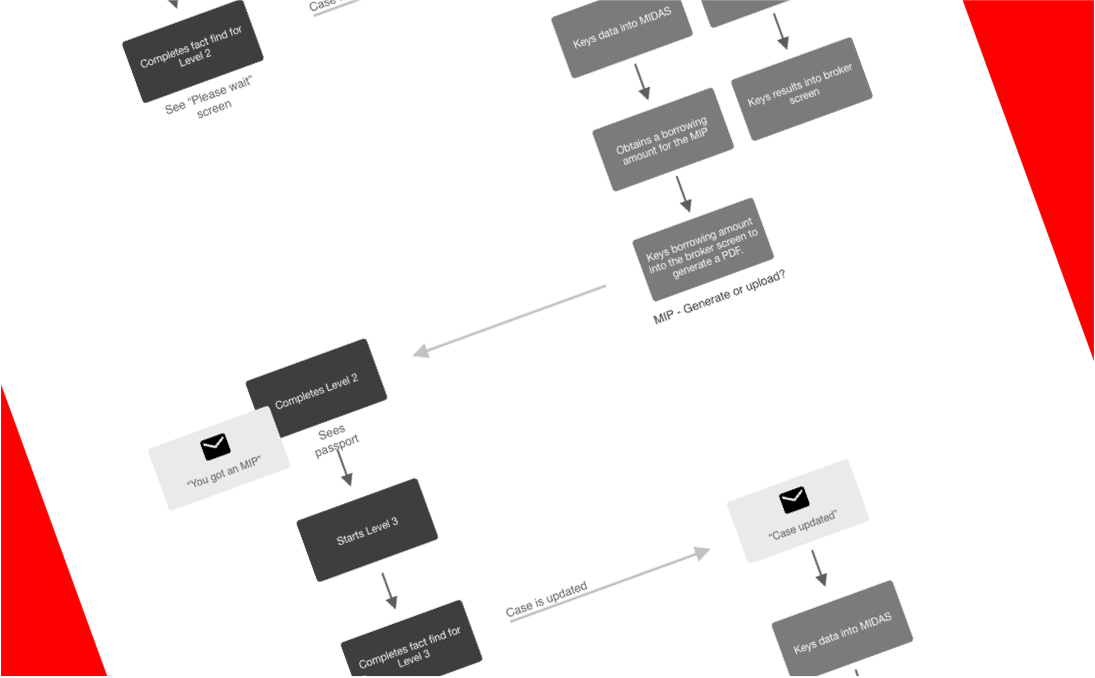 Case
Completes fact find for
Level 2
See “Please wait”
screen
Keys data into MIDAS
Keys results into broker
screen
Obtains a borrowing
amount for the MIP
Keys borrowing amount
into the broker screen to
generate a PDF.
MIP - Generate or upload?
Completes Level 2
“You got an MIP”
Sees
passport
Starts Level 3
Case is updated
“Case updated”
Completes fact find for
Level 3
Keys data into MIDAS